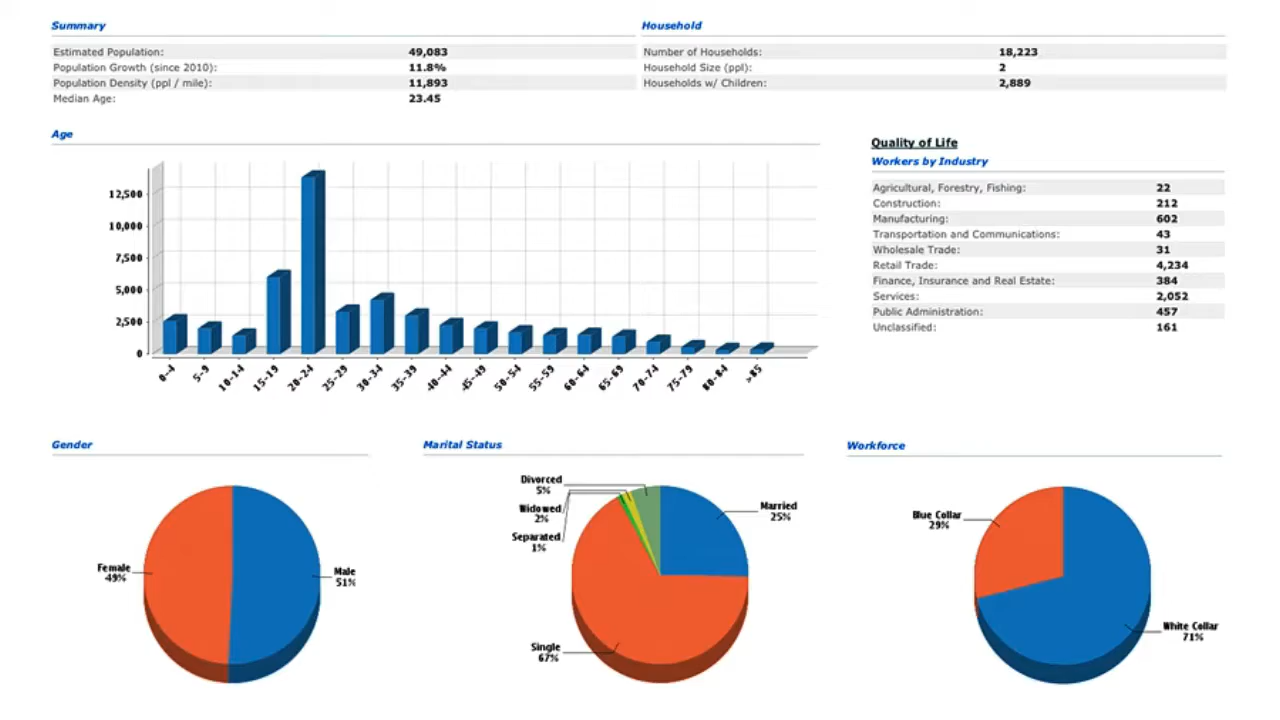 Summary
Estimated Population: 49,083
Population Growth (since 2010): 11.8%
Population Density (ppl / mile): 11,893
Median Age: 23.45
Household
Number of Households: 18,223
Household Size (ppl): 2
Households w/ Children: 2,889
Age
12,500
10,000
7,500
5,000
2,500
0
0-4 5-9 10-14 15-19 20-24 25-29 30-34 35-39 40-44 45-49 50-54 55-59 60-64 65-69 70-74 75-79 80-84 >85
Quality of Life
Workers by Industry
Agricultural, Forestry, Fishing: 22
Construction: 212
Manufacturing: 602
Transportation and Communications: 43
Wholesale Trade: 31
Retail Trade: 4,234
Finance, Insurance and Real Estate: 384
Services: 2,052
Public Administration: 457
Unclassified: 161
Gender
Female
49%
Male
51%
Marital Status
Divorced
5%
Widowed
2%
Separated
1%
Married
25%
Single
67%
Workforce
Blue Collar
29%
White Collar
71%